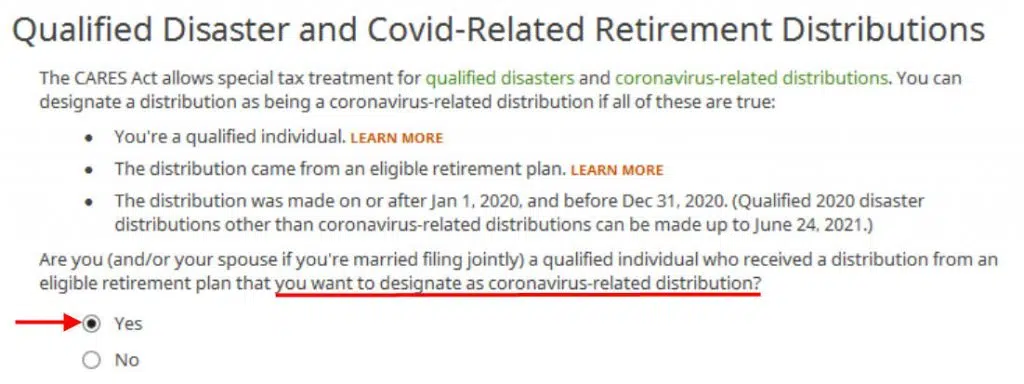 Qualified Disaster and Covid-Related Retirement Distributions
The CARES Act allows special tax treatment for qualified disasters and coronavirus-related distributions. You can
designate a distribution as being a coronavirus-related distribution if all of these are true:
• You're a qualified individual. LEARN MORE
• The distribution came from an eligible retirement plan. LEARN MORE
• The distribution was made on or after Jan 1, 2020, and before Dec 31, 2020. (Qualified 2020 disaster
distributions other than coronavirus-related distributions can be made up to June 24, 2021.)
Are you (and/or your spouse if you're married filing jointly) a qualified individual who received a distribution from an
eligible retirement plan that you want to designate as coronavirus-related distribution?
Yes
No